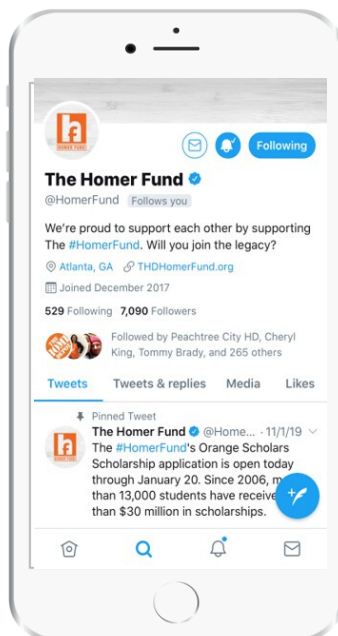 hf
HOMER FUND
Following
The Homer Fund
@HomerFund Follows you
We're proud to support each other by supporting
The #HomerFund. Will you join the legacy?
Atlanta, GA THDHomerFund.org
Joined December 2017
529 Following 7,090 Followers
Followed by Peachtree City HD, Cheryl
King, Tommy Brady, and 265 others
Tweets Tweets & replies Media Likes
Pinned Tweet
The Homer Fund @Home... · 11/1/19
The #HomerFund's Orange Scholars
Scholarship application is open today
through January 20. Since 2006, m
than 13,000 students have receive
than $30 million in scholarships.